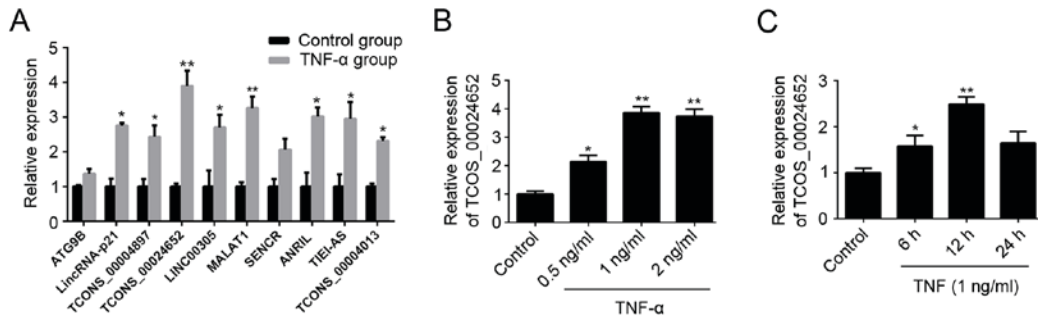 A
Control group
TNF-α group
Relative expression
5
4
3
2
1
0
*
*
**
*
**
*
*
*
ATG9B
LincRNA-p21
TCONS_00004897
TCONS_00024652
LINC00305
MALAT1
SENCR
ANRIL
TIEI-AS
TCONS_00004013
B
Relative expression
of TCOS_00024652
5
4
3
2
1
0
*
**
**
Control
0.5 ng/ml
1 ng/ml
2 ng/ml
TNF-α
C
Relative expression
of TCOS_00024652
3
2
1
0
*
**
Control
6 h
12 h
24 h
TNF (1 ng/ml)